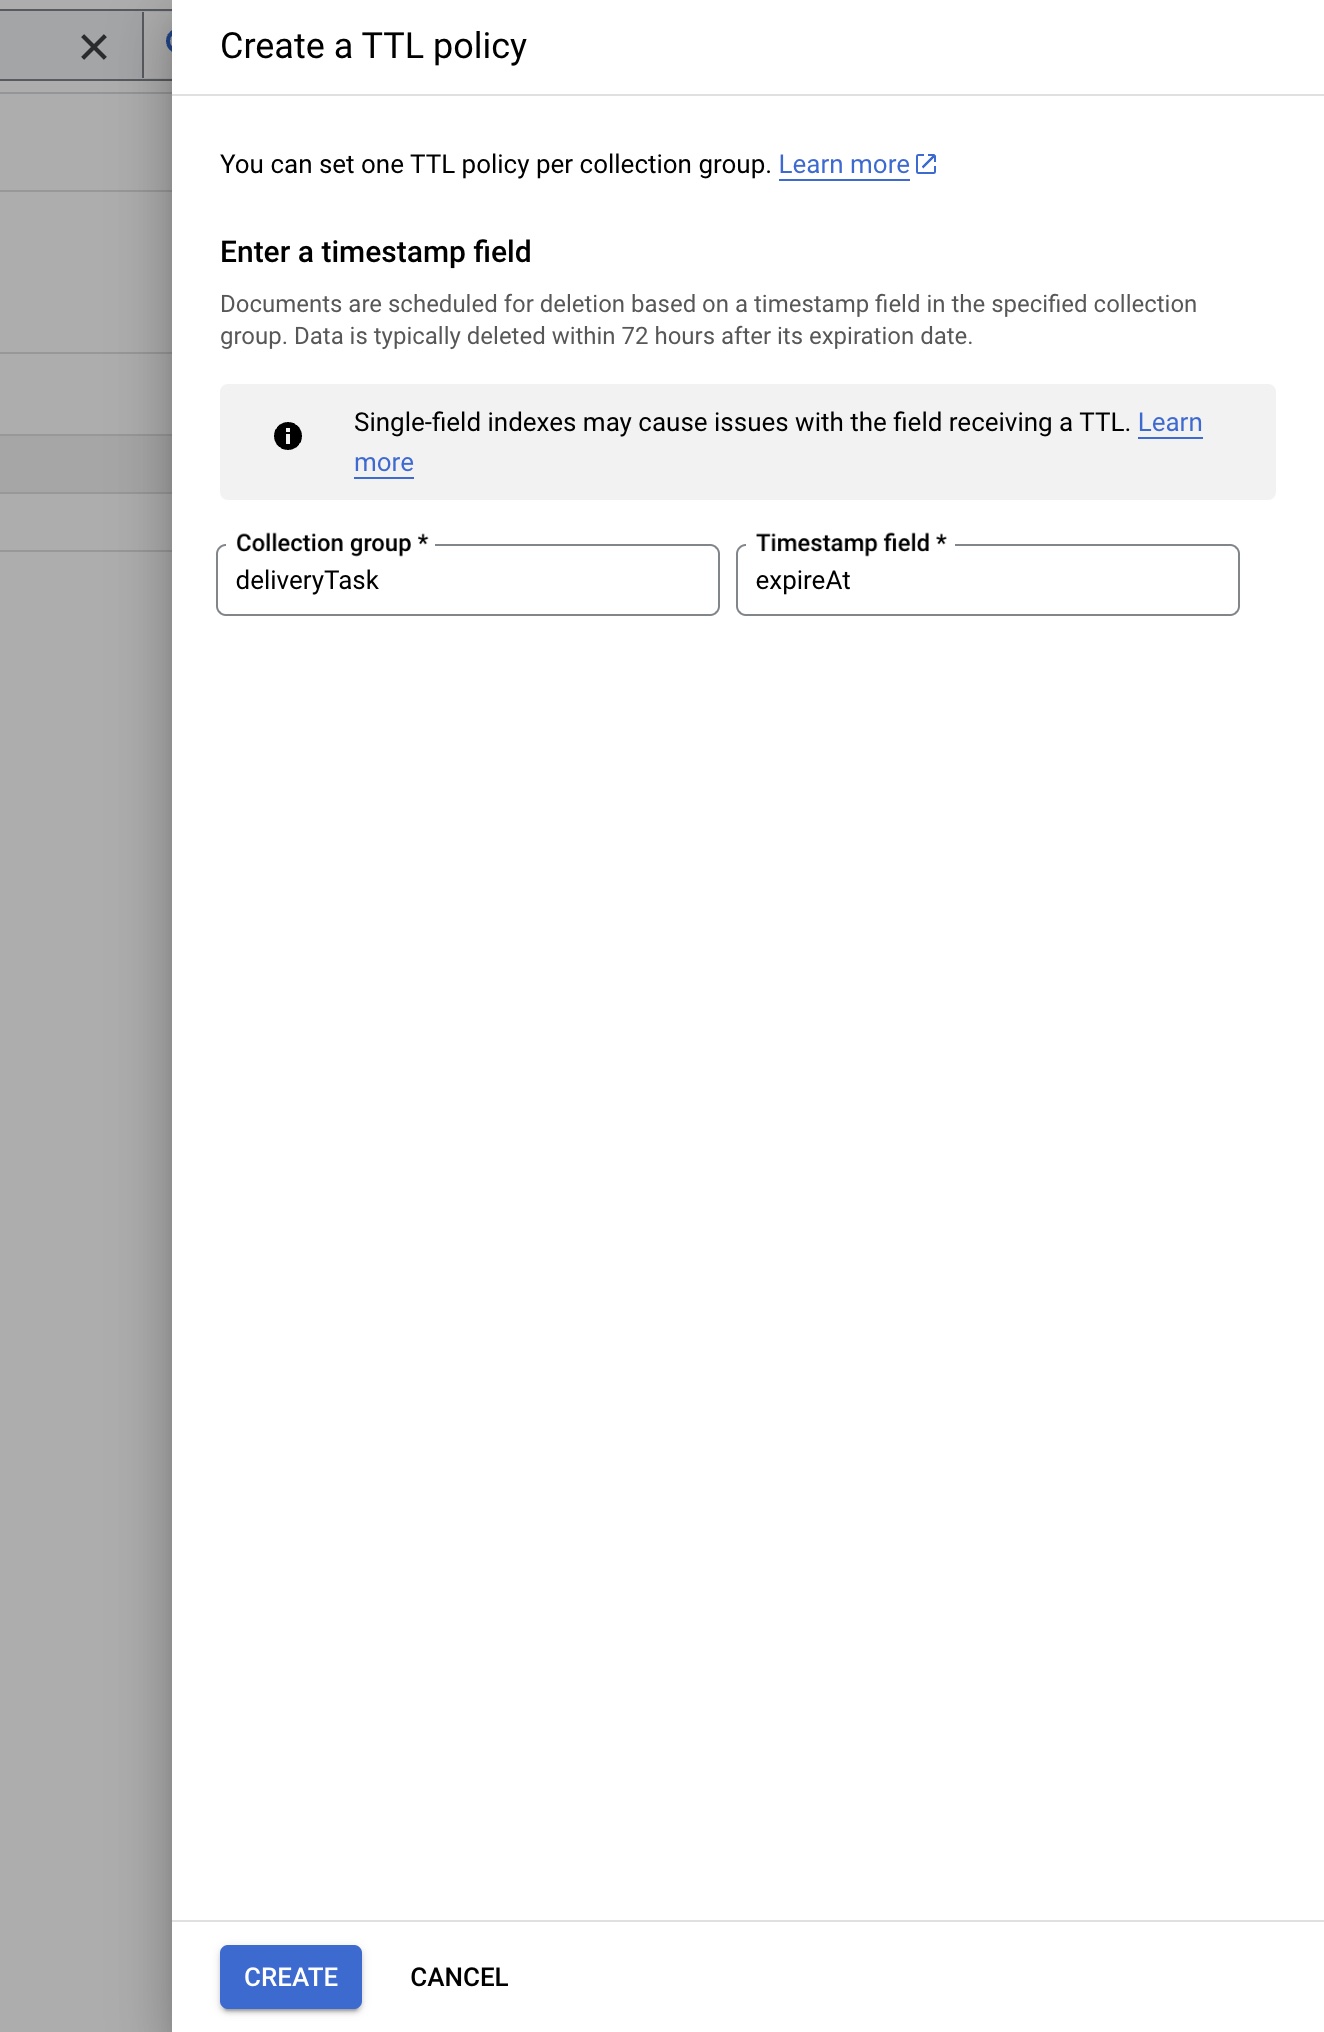 Create a TTL policy
You can set one TTL policy per collection group. Learn more
Enter a timestamp field
Documents are scheduled for deletion based on a timestamp field in the specified collection
group. Data is typically deleted within 72 hours after its expiration date.
Single-field indexes may cause issues with the field receiving a TTL. Learn
more
Collection group *
deliveryTask
Timestamp field *
expireAt
CREATE
CANCEL